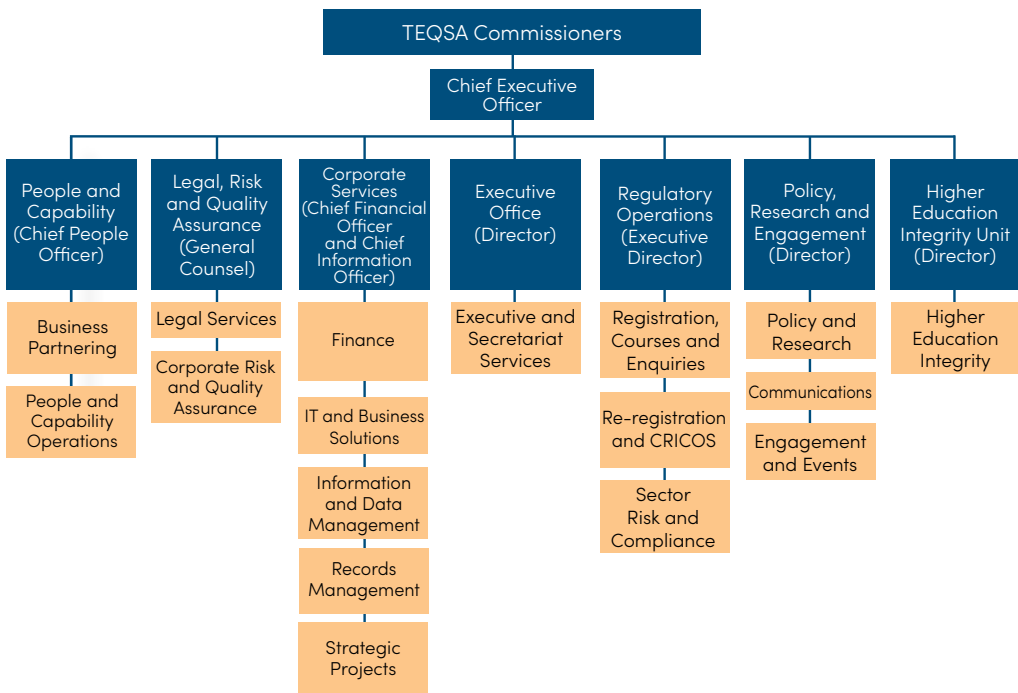 TEQSA Commissioners
Chief Executive
Officer
People and
Capability
(Chief People
Officer)
Legal, Risk
and Quality
Assurance
(General
Counsel)
Corporate
Services
(Chief Financial
Officer
and Chief
Information
Officer)
Executive
Office
(Director)
Regulatory
Operations
(Executive
Director)
Policy,
Research and
Engagement
(Director)
Higher
Education
Integrity Unit
(Director)
Business
Partnering
People and
Capability
Operations
Legal Services
Corporate Risk
and Quality
Assurance
Finance
IT and Business
Solutions
Information
and Data
Management
Records
Management
Strategic
Projects
Executive and
Secretariat
Services
Registration,
Courses and
Enquiries
Re-registration
and CRICOS
Sector
Risk and
Compliance
Policy and
Research
Communications
Engagement
and Events
Higher
Education
Integrity